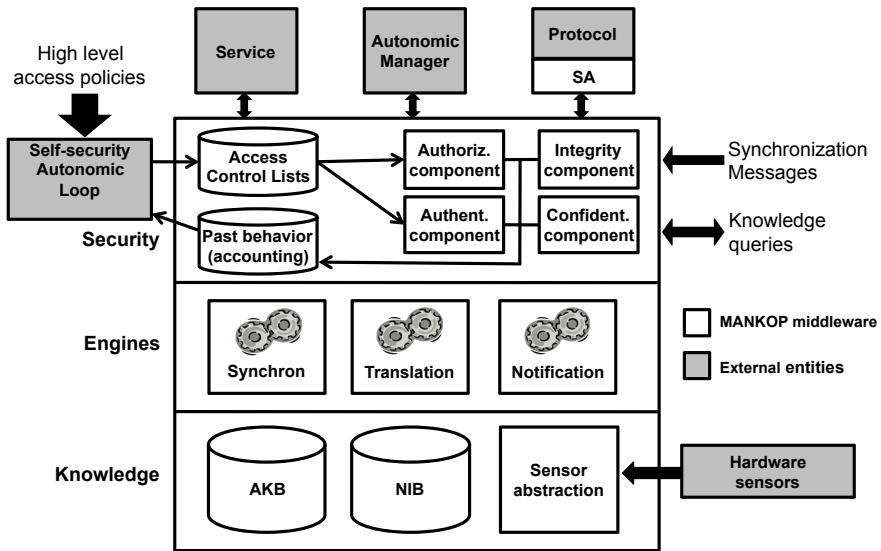 High level
access policies
Service
Autonomic
Manager
Protocol
SA
Self-security
Autonomic
Loop
Access
Control Lists
Authoriz.
component
Integrity
component
Synchronization
Messages
Security
Past behavior
(accounting)
Authent.
component
Confident.
component
Knowledge
queries
Engines
Synchron
Translation
Notification
MANKOP middleware
External entities
Knowledge
AKB
NIB
Sensor
abstraction
Hardware
sensors